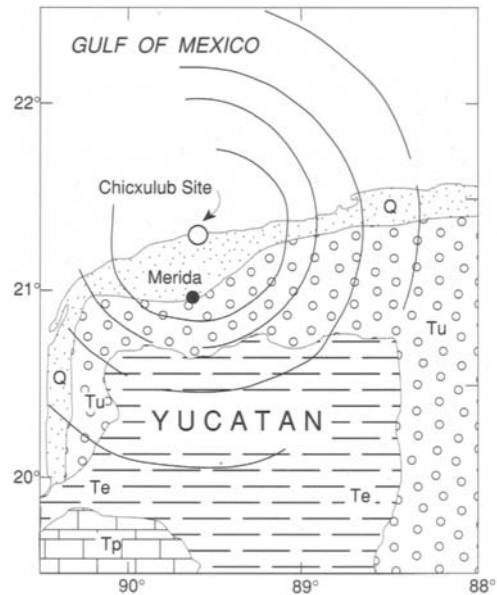 GULF OF MEXICO
22°
Chicxulub Site
Q
Merida
21°
Tu
Q
Tu
YUCATAN
20°
Te
Te
Tp
90°
89°
88°